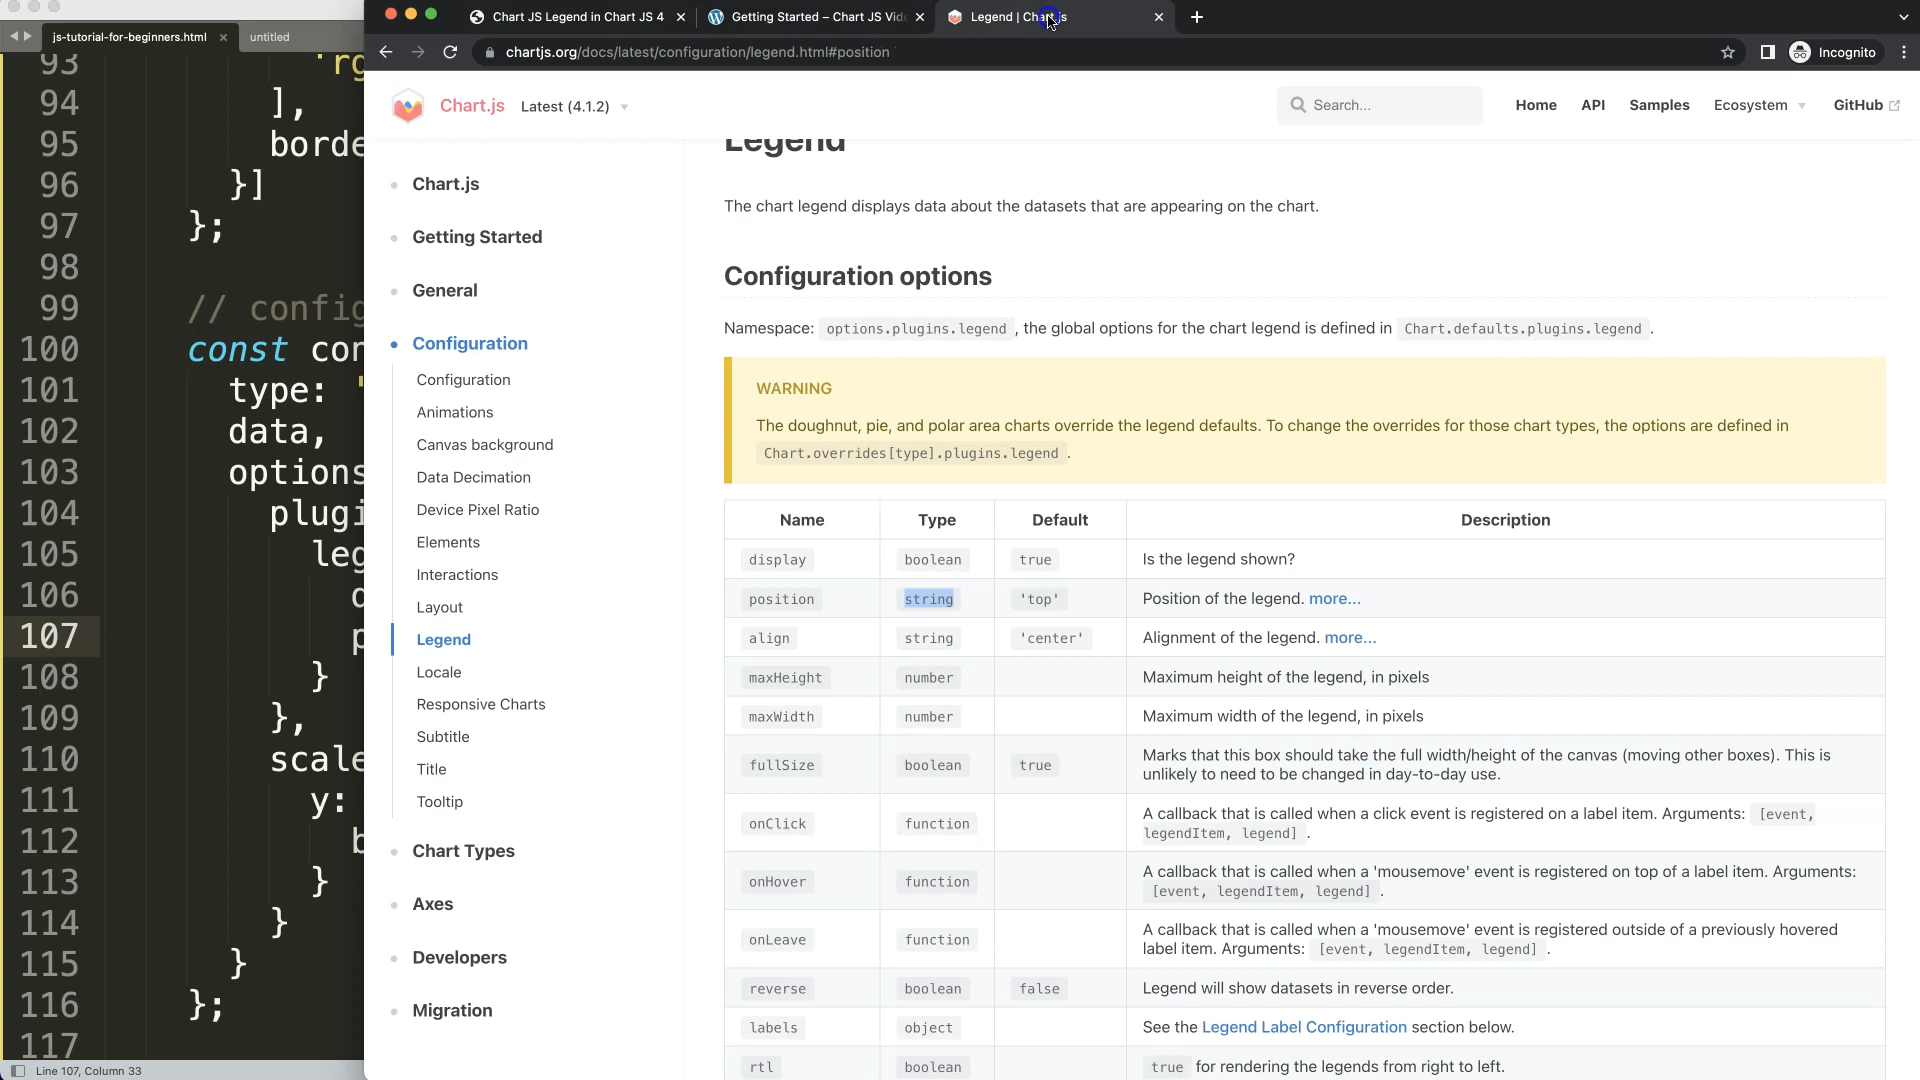 Chart JS Legend in Chart JS 4
Getting Started – Chart JS Vide
Legend | Chart.js
js-tutorial-for-beginners.html
untitled
chartjs.org/docs/latest/configuration/legend.html#position
Incognito
Chart.js
Latest (4.1.2)
Search...
Home
API
Samples
Ecosystem
GitHub
93 'rg
94 ],
95 borde
96 }]
97 };
98
99 // config
100 const con
101 type: '
102 data,
103 options
104 plugi
105 leg
106
107
108 }
109 },
110 scale
111 y:
112 b
113 }
114 }
115 }
116 };
117
Line 107, Column 33
Chart.js
Getting Started
General
Configuration
Configuration
Animations
Canvas background
Data Decimation
Device Pixel Ratio
Elements
Interactions
Layout
Legend
Locale
Responsive Charts
Subtitle
Title
Tooltip
Chart Types
Axes
Developers
Migration
Legend
The chart legend displays data about the datasets that are appearing on the chart.
Configuration options
Namespace: options.plugins.legend , the global options for the chart legend is defined in Chart.defaults.plugins.legend .
WARNING
The doughnut, pie, and polar area charts override the legend defaults. To change the overrides for those chart types, the options are defined in
Chart.overrides[type].plugins.legend .
Name Type Default Description
display boolean true Is the legend shown?
position string 'top' Position of the legend. more...
align string 'center' Alignment of the legend. more...
maxHeight number Maximum height of the legend, in pixels
maxWidth number Maximum width of the legend, in pixels
fullSize boolean true Marks that this box should take the full width/height of the canvas (moving other boxes). This is
unlikely to need to be changed in day-to-day use.
onClick function A callback that is called when a click event is registered on a label item. Arguments: [event,
legendItem, legend] .
onHover function A callback that is called when a 'mousemove' event is registered on top of a label item. Arguments:
[event, legendItem, legend] .
onLeave function A callback that is called when a 'mousemove' event is registered outside of a previously hovered
label item. Arguments: [event, legendItem, legend] .
reverse boolean false Legend will show datasets in reverse order.
labels object See the Legend Label Configuration section below.
rtl boolean true for rendering the legends from right to left.